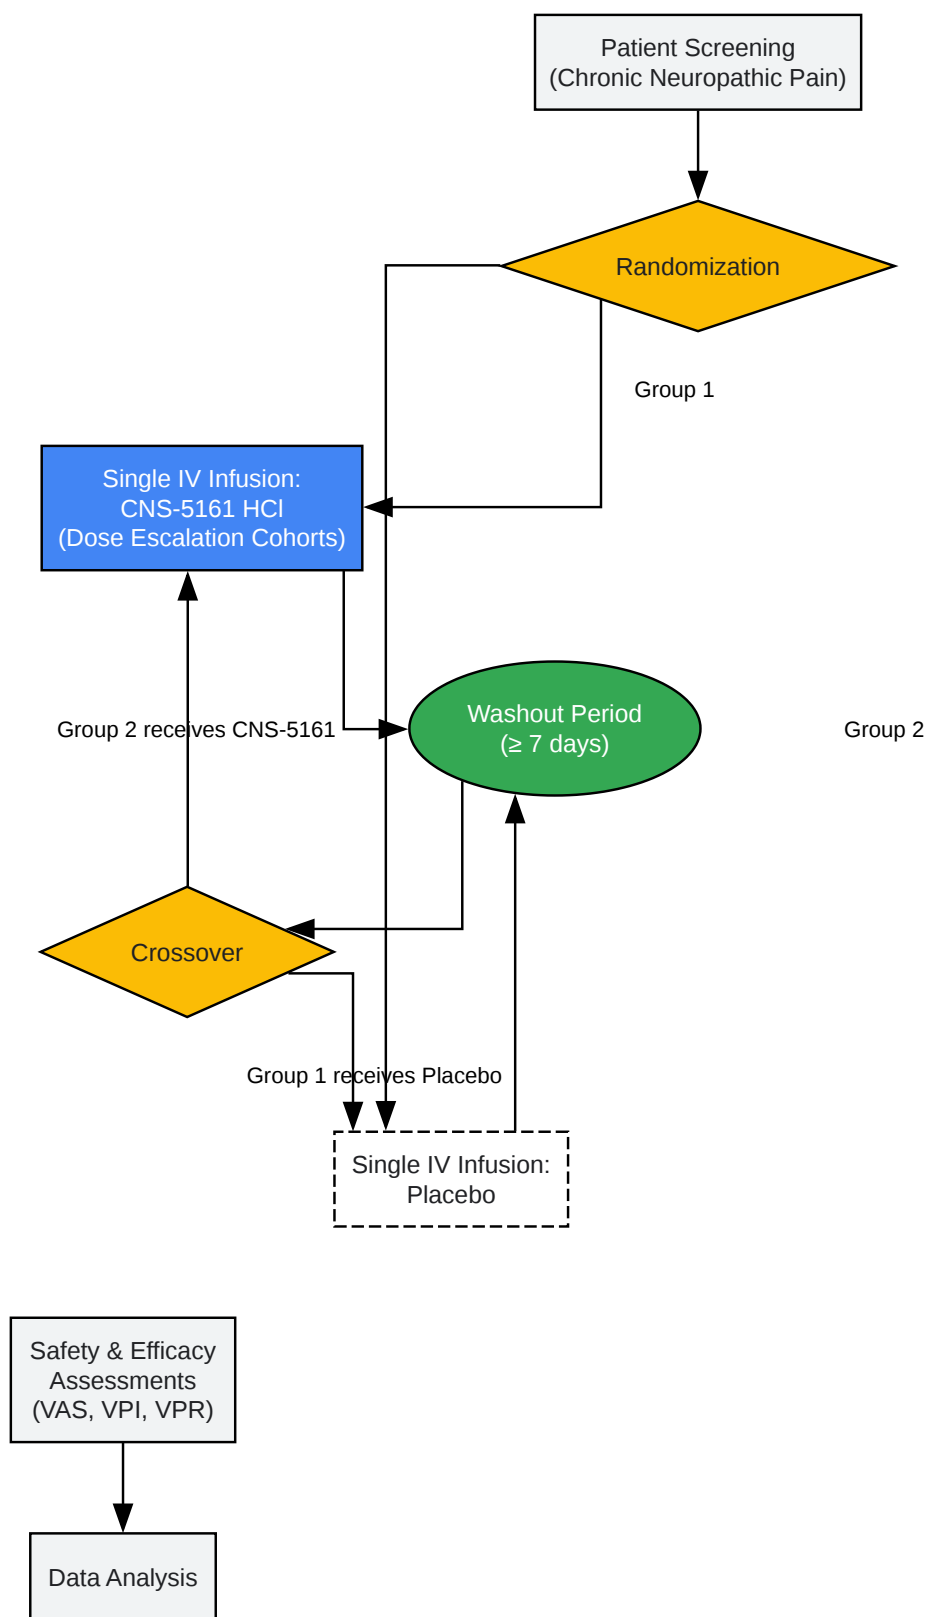 Patient Screening
(Chronic Neuropathic Pain)
Randomization
Group 1
Single IV Infusion:
CNS-5161 HCl
(Dose Escalation Cohorts)
Washout Period
(≥ 7 days)
Group 2 receives CNS-5161
Group 2
Crossover
Group 1 receives Placebo
Single IV Infusion:
Placebo
Safety & Efficacy
Assessments
(VAS, VPI, VPR)
Data Analysis